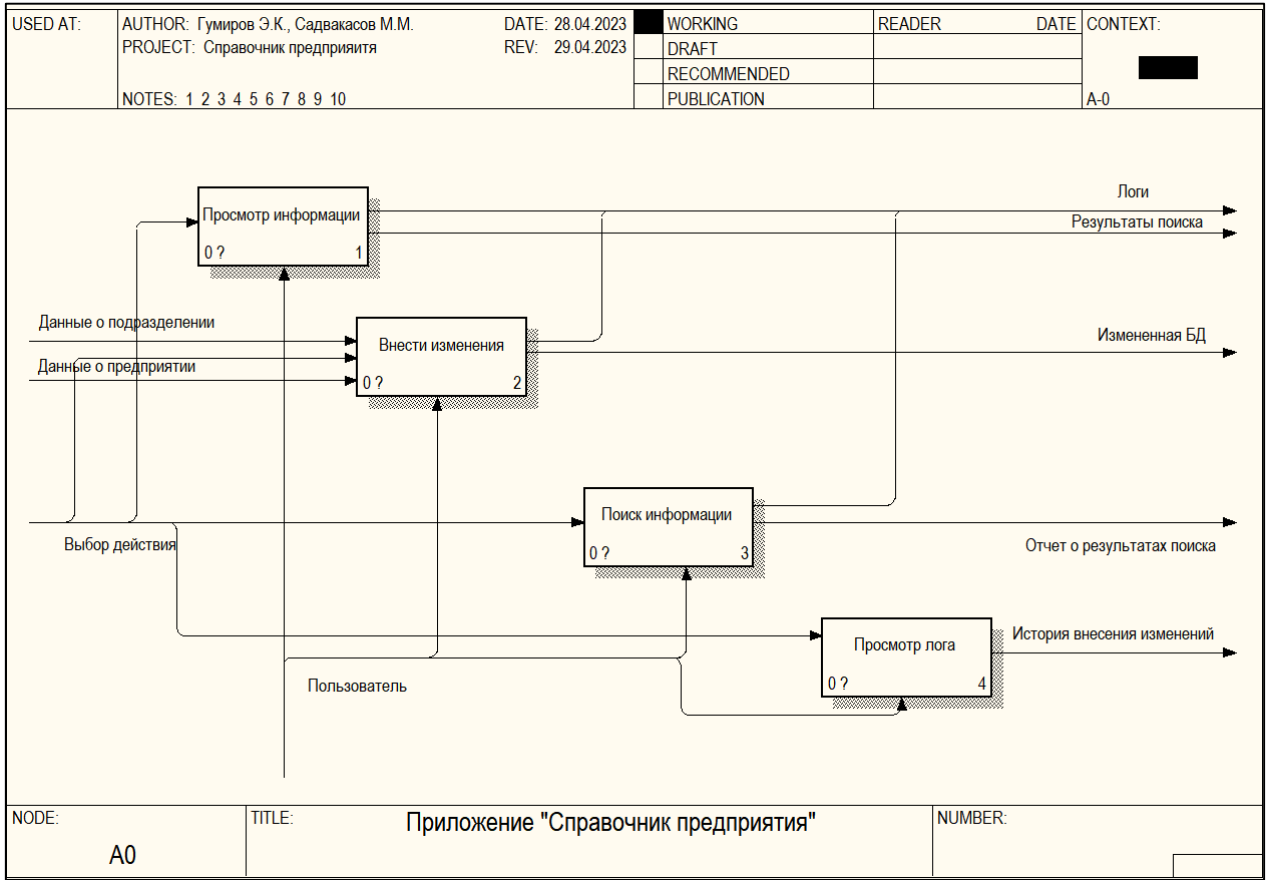 USED AT:
AUTHOR: Гумиров Э.К., Садвакасов М.М.
DATE: 28.04.2023
WORKING
READER
DATE
CONTEXT:
PROJECT: Справочник предприяитя
REV: 29.04.2023
DRAFT
RECOMMENDED
NOTES: 1 2 3 4 5 6 7 8 9 10
PUBLICATION
A-0
Логи
Просмотр информации
Результаты поиска
0 ?
1
Данные о подразделении
Внести изменения
Измененная БД
Данные о предприятии
0 ?
2
Поиск информации
Выбор действия
Отчет о результатах поиска
0 ?
3
История внесения изменений
Просмотр лога
Пользователь
0 ?
4
NODE:
TITLE:
Приложение "Справочник предприятия"
NUMBER:
A0